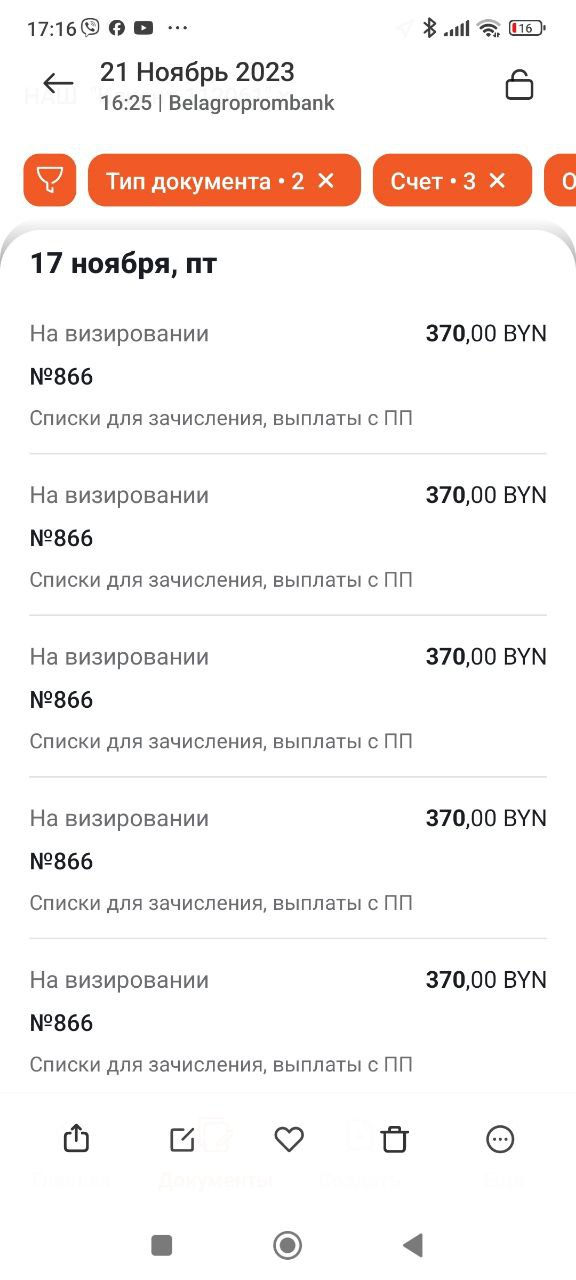 17:16
16
21 Ноябрь 2023
16:25 | Belagroprombank
Тип документа • 2
Счет • 3
О
17 ноября, пт
На визировании 370,00 BYN
№866
Списки для зачисления, выплаты с ПП
На визировании 370,00 BYN
№866
Списки для зачисления, выплаты с ПП
На визировании 370,00 BYN
№866
Списки для зачисления, выплаты с ПП
На визировании 370,00 BYN
№866
Списки для зачисления, выплаты с ПП
На визировании 370,00 BYN
№866
Списки для зачисления, выплаты с ПП
Документы